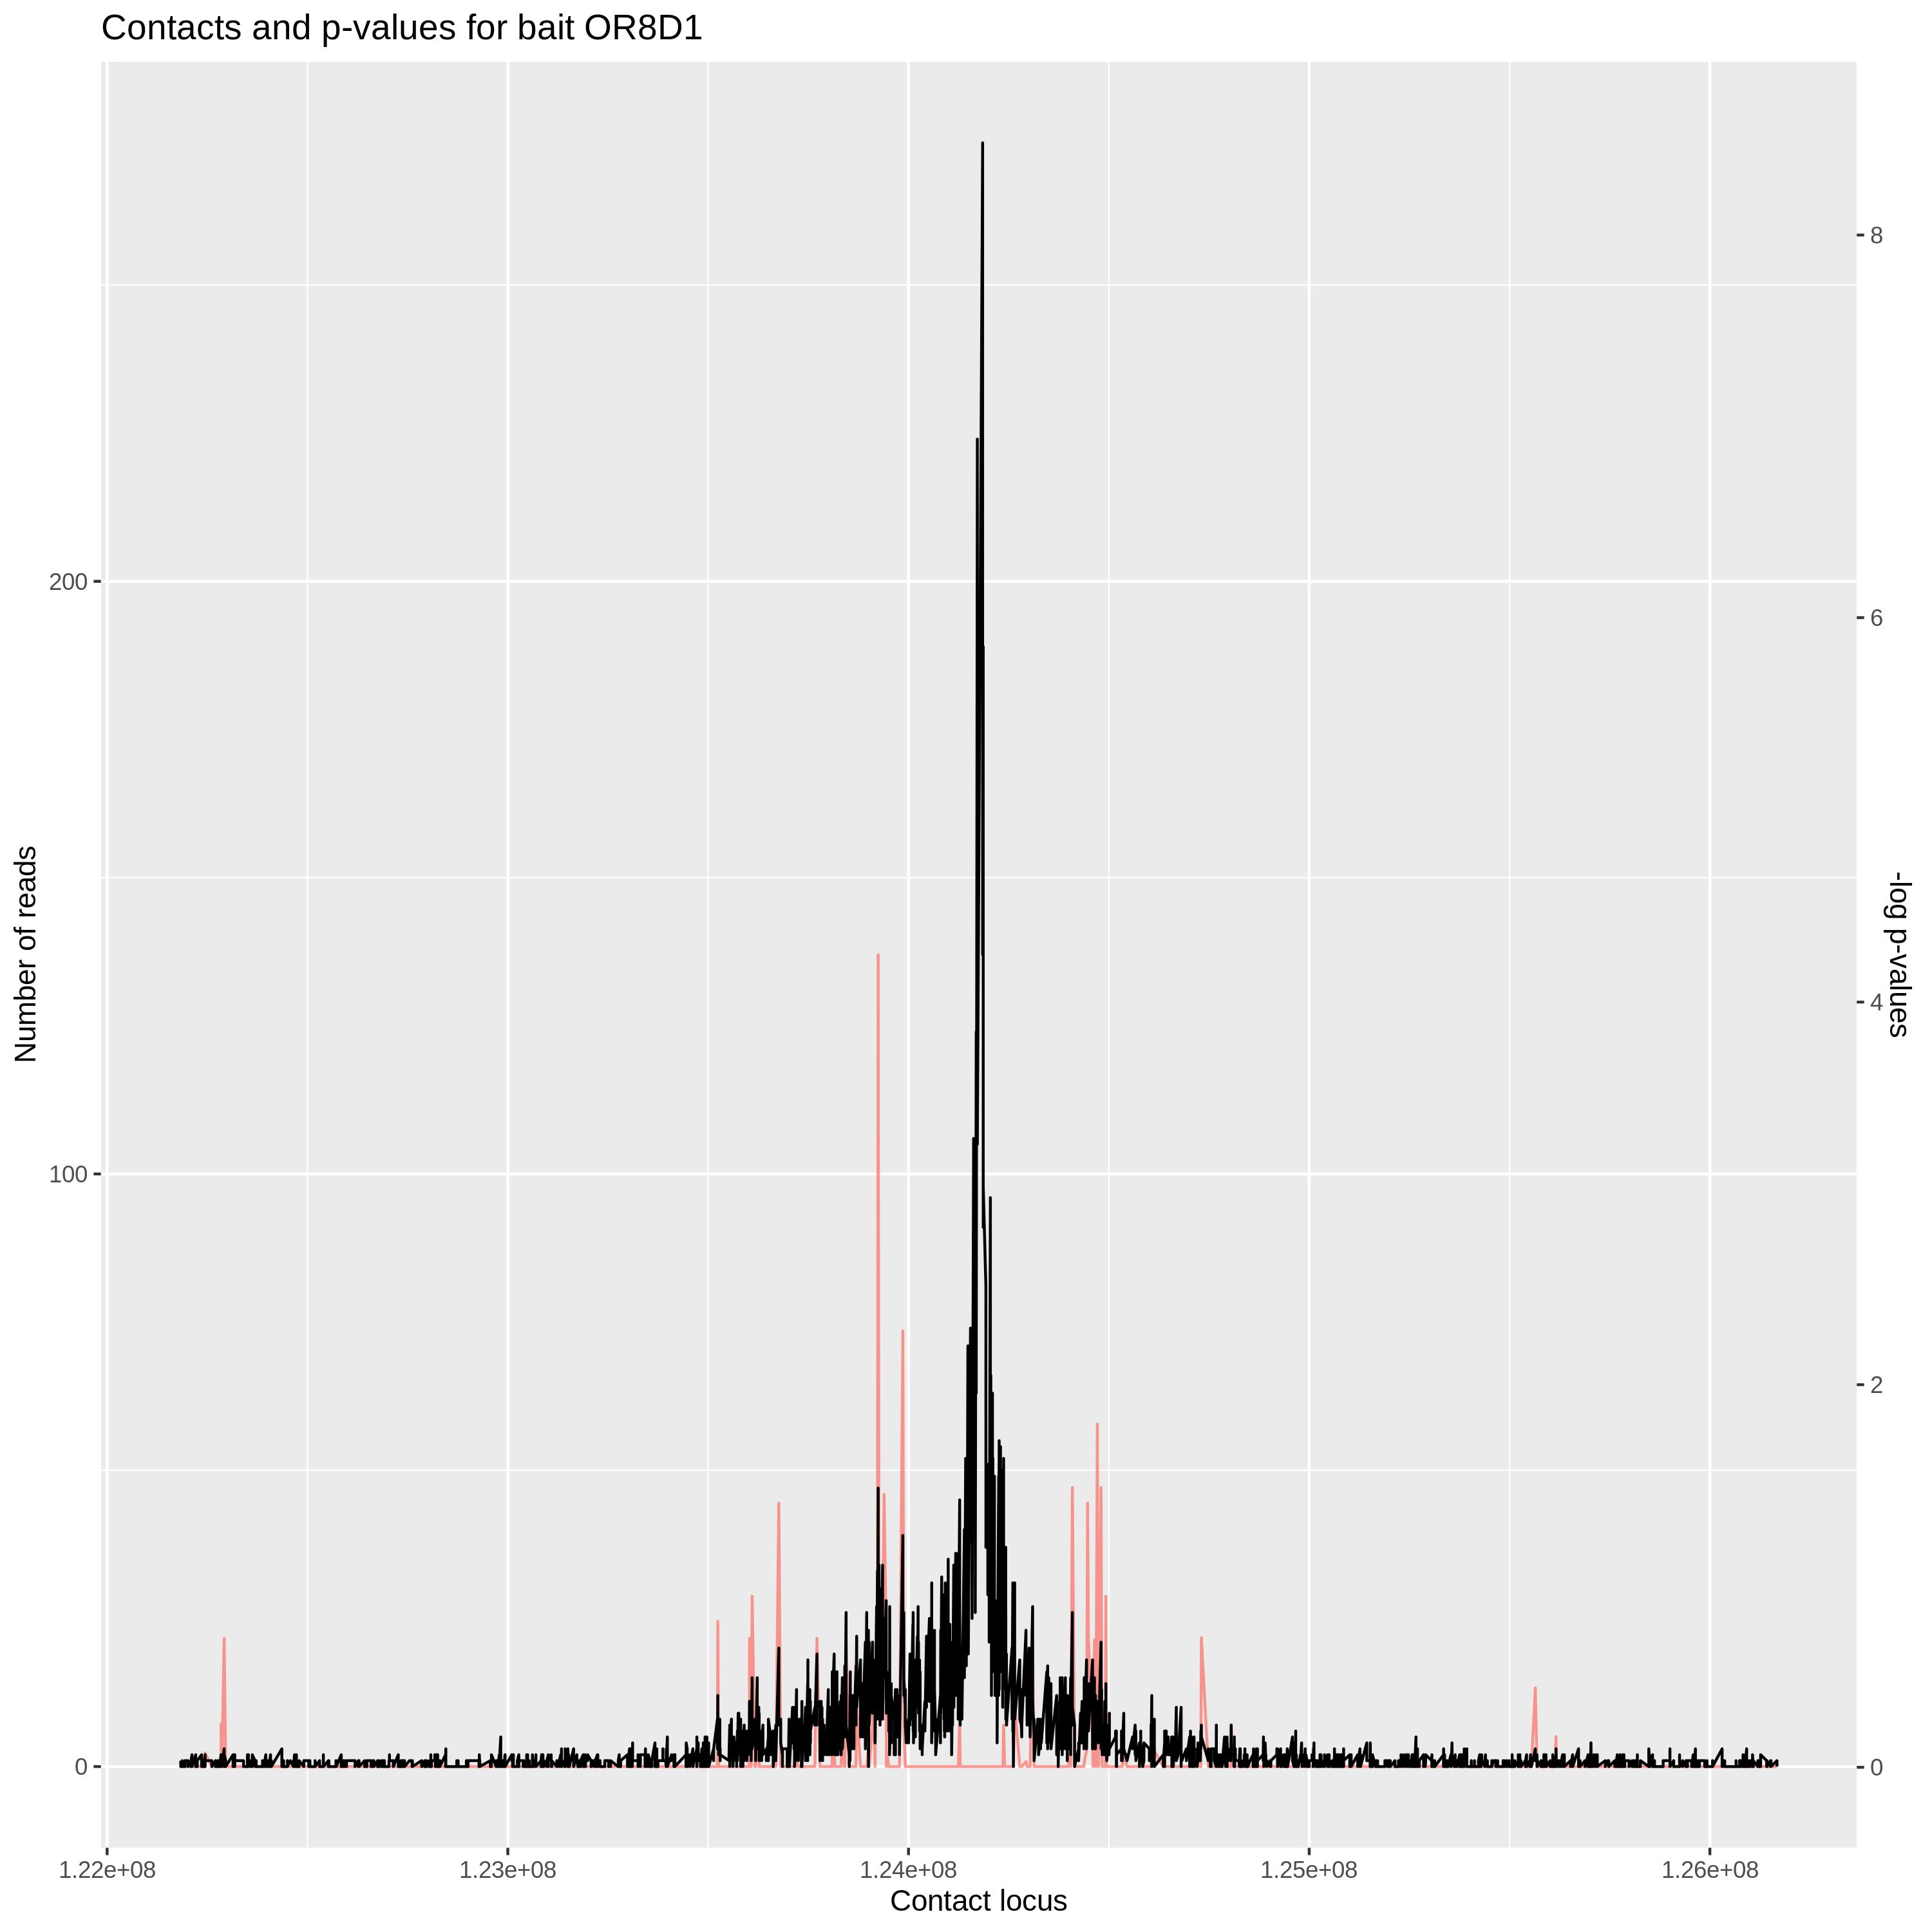 Contacts and p-values for bait OR8D1
Number of reads
200
100
0
8
6
4
2
0
-log p-values
1.22e+08 1.23e+08 1.24e+08 1.25e+08 1.26e+08
Contact locus